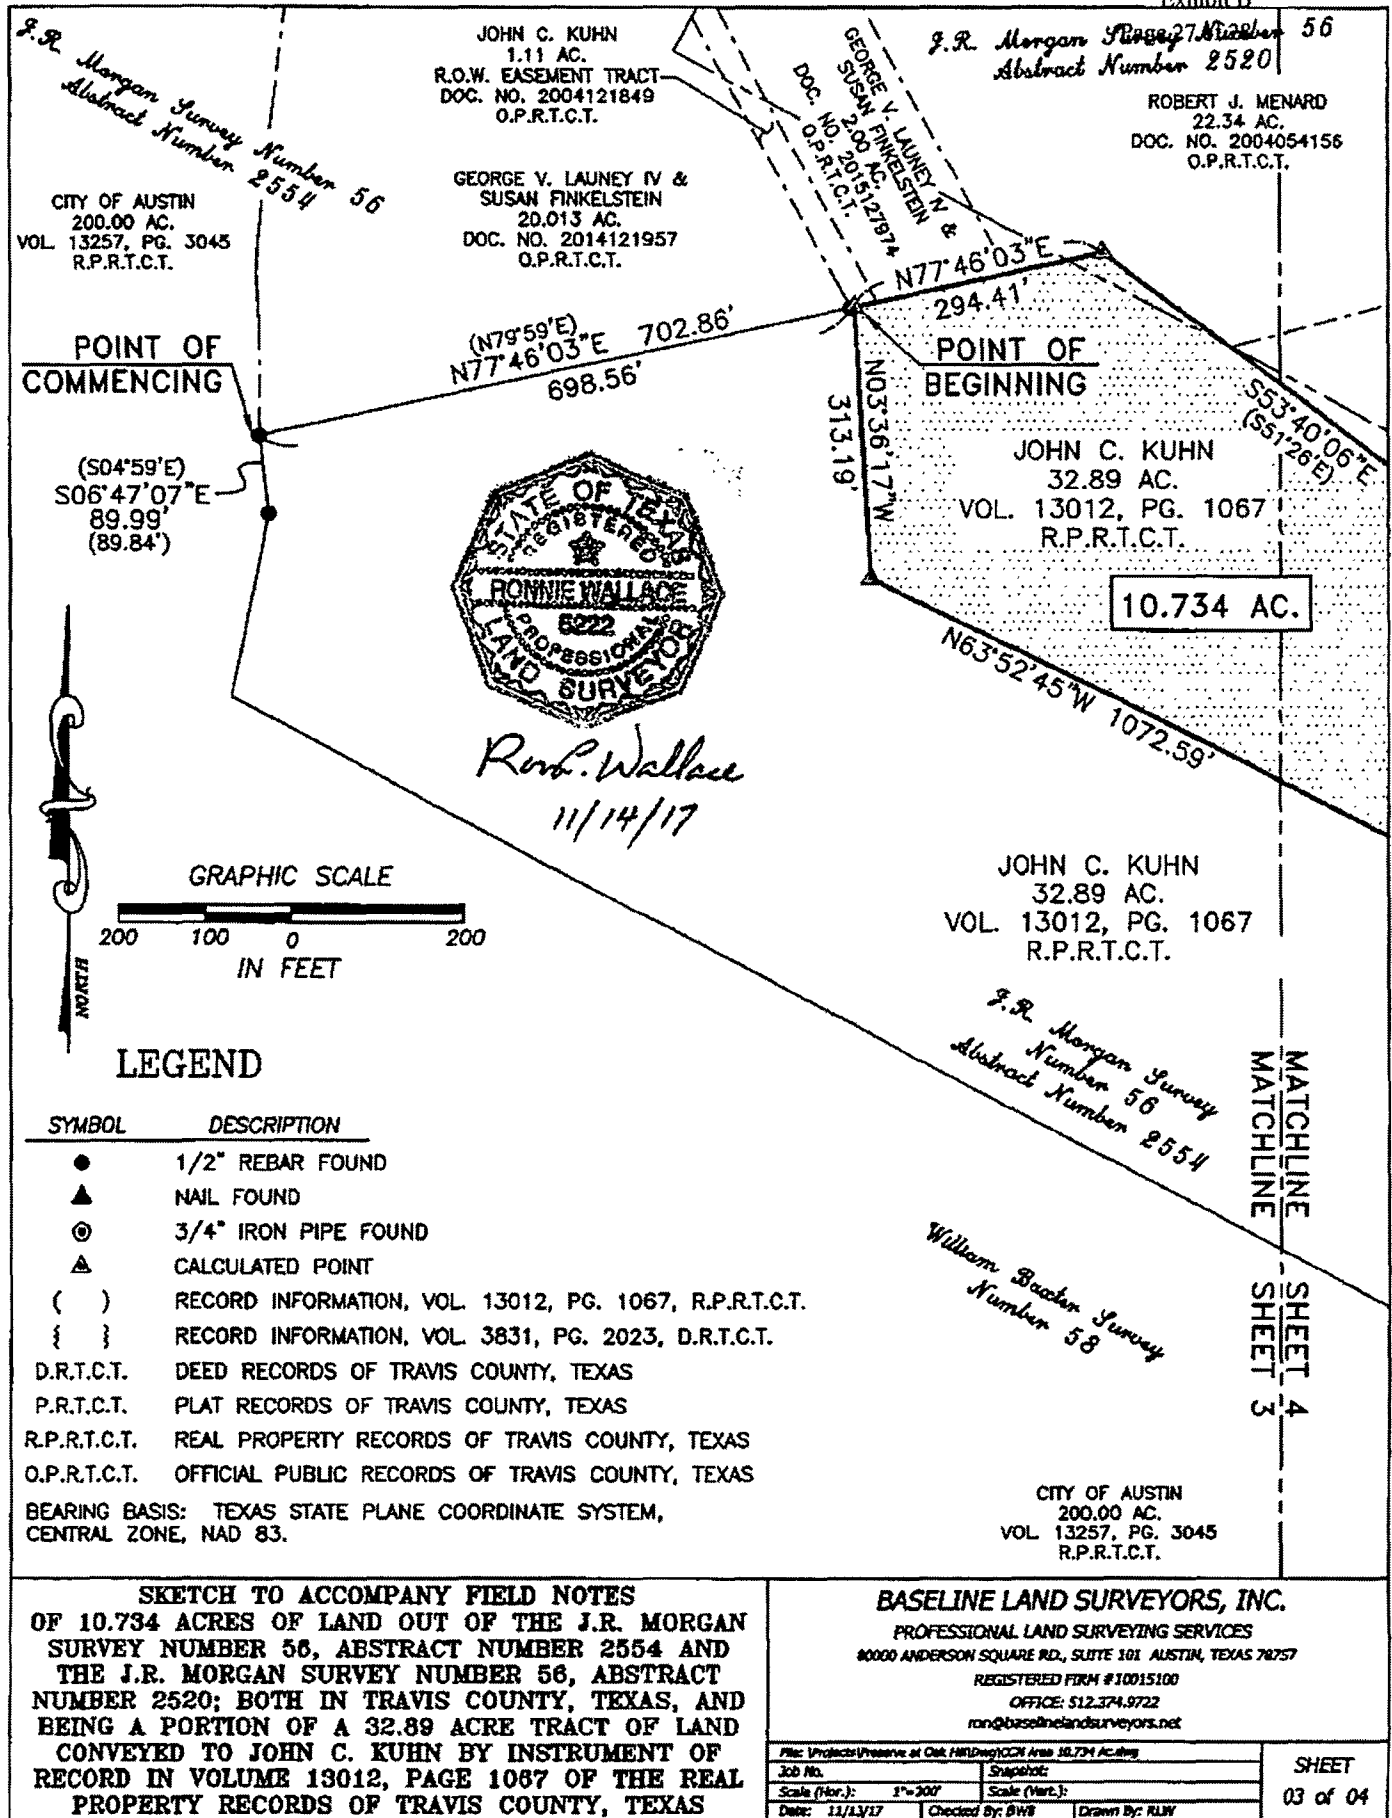 Exhibit B
J.R. Morgan Survey Number 56
Abstract Number 2554
CITY OF AUSTIN
200.00 AC.
VOL. 13257, PG. 3045
R.P.R.T.C.T.
JOHN C. KUHN
1.11 AC.
R.O.W. EASEMENT TRACT
DOC. NO. 2004121849
O.P.R.T.C.T.
GEORGE V. LAUNEY IV &
SUSAN FINKELSTEIN
20.013 AC.
DOC. NO. 2014121957
O.P.R.T.C.T.
GEORGE V. LAUNEY IV &
SUSAN FINKELSTEIN
2.00 AC.
DOC. NO. 2015127974
O.P.R.T.C.T.
J.R. Morgan Survey Number 56
Abstract Number 2520
ROBERT J. MENARD
22.34 AC.
DOC. NO. 2004054156
O.P.R.T.C.T.
POINT OF
COMMENCING
(N79°59'E)
N77°46'03"E 702.86'
698.56'
N77°46'03"E
294.41'
POINT OF
BEGINNING
N03°36'17"W
313.19'
S53°40'06"E
(S51°26'E)
(S04°59'E)
S06°47'07"E
89.99'
(89.84')
JOHN C. KUHN
32.89 AC.
VOL. 13012, PG. 1067
R.P.R.T.C.T.
10.734 AC.
N63°52'45"W 1072.59'
STATE OF TEXAS
REGISTERED
RONNIE WALLACE
5222
PROFESSIONAL
LAND SURVEYOR
Ron L. Wallace
11/14/17
NORTH
GRAPHIC SCALE
200 100 0 200
IN FEET
JOHN C. KUHN
32.89 AC.
VOL. 13012, PG. 1067
R.P.R.T.C.T.
J.R. Morgan Survey
Number 56
Abstract Number 2554
William Baxter Survey
Number 58
MATCHLINE SHEET 4
MATCHLINE SHEET 3
CITY OF AUSTIN
200.00 AC.
VOL. 13257, PG. 3045
R.P.R.T.C.T.
LEGEND
SYMBOL DESCRIPTION
1/2" REBAR FOUND
NAIL FOUND
3/4" IRON PIPE FOUND
CALCULATED POINT
( ) RECORD INFORMATION, VOL. 13012, PG. 1067, R.P.R.T.C.T.
{ } RECORD INFORMATION, VOL. 3831, PG. 2023, D.R.T.C.T.
D.R.T.C.T. DEED RECORDS OF TRAVIS COUNTY, TEXAS
P.R.T.C.T. PLAT RECORDS OF TRAVIS COUNTY, TEXAS
R.P.R.T.C.T. REAL PROPERTY RECORDS OF TRAVIS COUNTY, TEXAS
O.P.R.T.C.T. OFFICIAL PUBLIC RECORDS OF TRAVIS COUNTY, TEXAS
BEARING BASIS: TEXAS STATE PLANE COORDINATE SYSTEM,
CENTRAL ZONE, NAD 83.
SKETCH TO ACCOMPANY FIELD NOTES
OF 10.734 ACRES OF LAND OUT OF THE J.R. MORGAN
SURVEY NUMBER 56, ABSTRACT NUMBER 2554 AND
THE J.R. MORGAN SURVEY NUMBER 56, ABSTRACT
NUMBER 2520; BOTH IN TRAVIS COUNTY, TEXAS, AND
BEING A PORTION OF A 32.89 ACRE TRACT OF LAND
CONVEYED TO JOHN C. KUHN BY INSTRUMENT OF
RECORD IN VOLUME 13012, PAGE 1067 OF THE REAL
PROPERTY RECORDS OF TRAVIS COUNTY, TEXAS
BASELINE LAND SURVEYORS, INC.
PROFESSIONAL LAND SURVEYING SERVICES
80000 ANDERSON SQUARE RD., SUITE 101 AUSTIN, TEXAS 78757
REGISTERED FIRM #10015100
OFFICE: 512.374.9722
ron@baselinelandsurveyors.net
File: \Projects\Preserve at Oak Hill\Dwg\CCN Area 10.734 Ac.dwg
Job No. Snapshot:
Scale (Hor.): 1"=200' Scale (Vert.):
Date: 11/13/17 Checked By: BWB Drawn By: RLW
SHEET
03 of 04